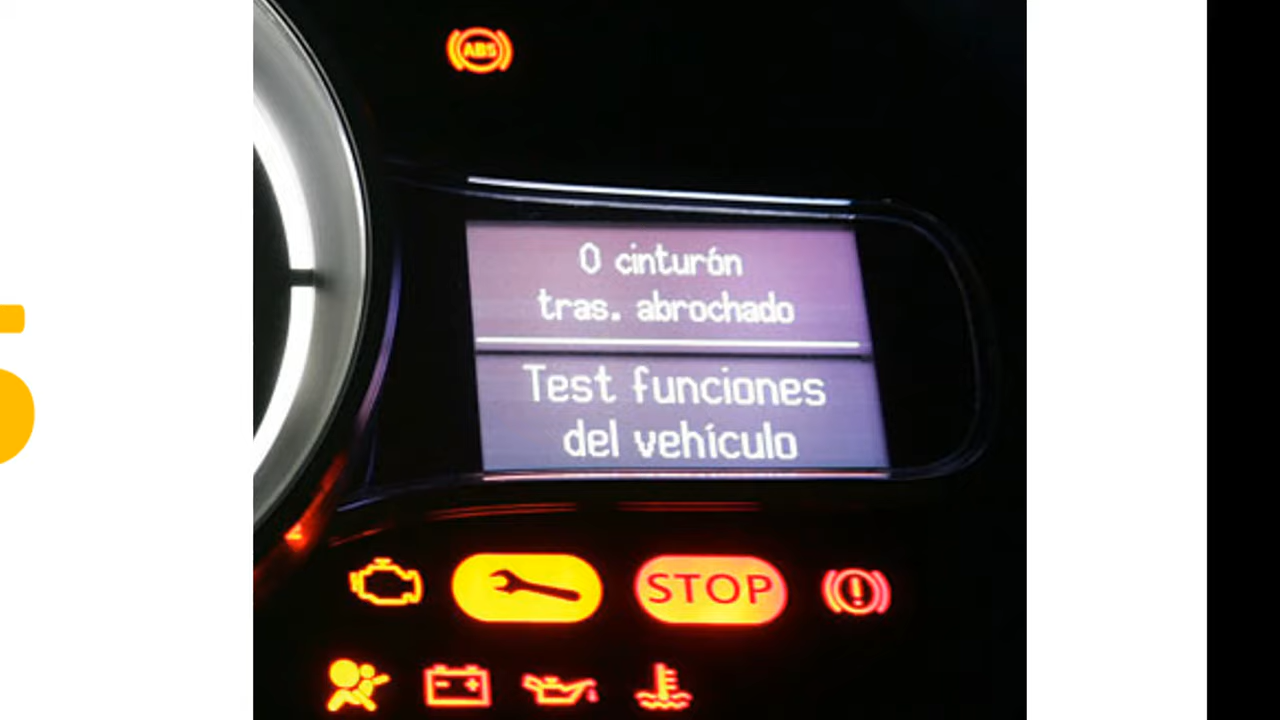 ABS
0 cinturón
tras. abrochado
Test funciones
del vehículo
STOP